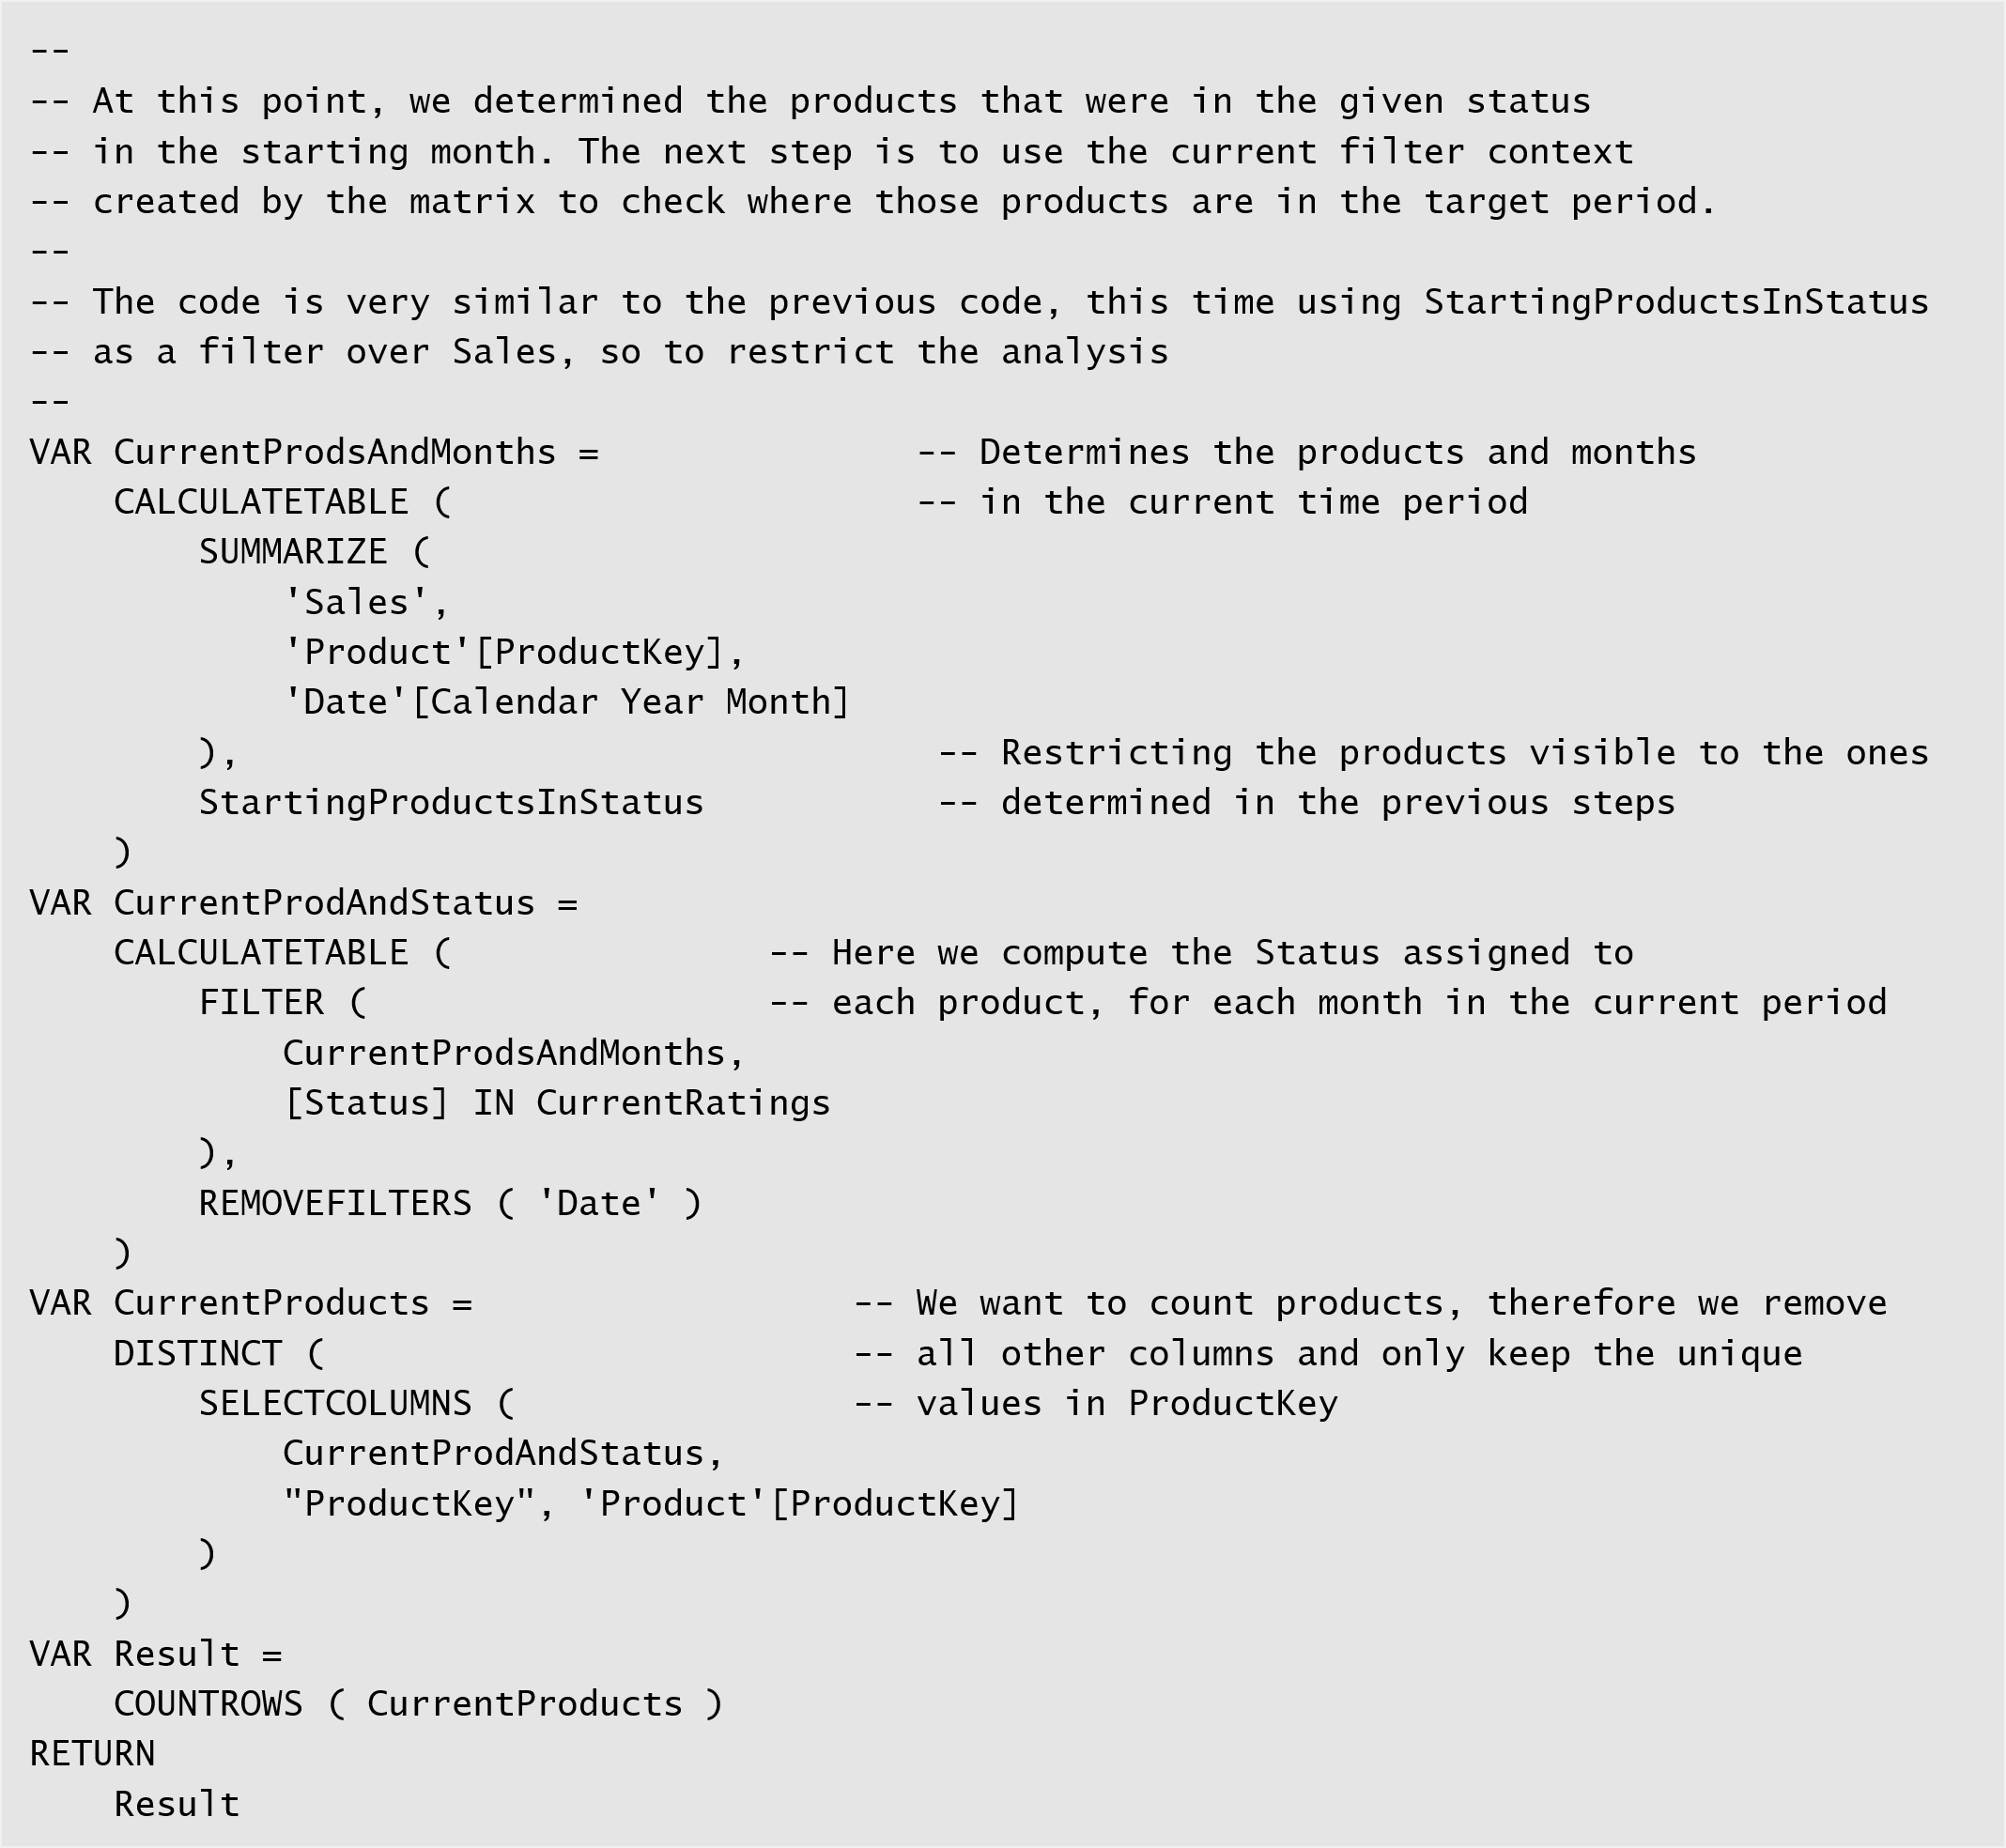 --
-- At this point, we determined the products that were in the given status
-- in the starting month. The next step is to use the current filter context
-- created by the matrix to check where those products are in the target period.
--
-- The code is very similar to the previous code, this time using StartingProductsInStatus
-- as a filter over Sales, so to restrict the analysis
--
VAR CurrentProdsAndMonths =               -- Determines the products and months
    CALCULATETABLE (                      -- in the current time period
        SUMMARIZE (
            'Sales',
            'Product'[ProductKey],
            'Date'[Calendar Year Month]
        ),                                 -- Restricting the products visible to the ones
        StartingProductsInStatus           -- determined in the previous steps
    )
VAR CurrentProdAndStatus =
    CALCULATETABLE (               -- Here we compute the Status assigned to
        FILTER (                   -- each product, for each month in the current period
            CurrentProdsAndMonths,
            [Status] IN CurrentRatings
        ),
        REMOVEFILTERS ( 'Date' )
    )
VAR CurrentProducts =                  -- We want to count products, therefore we remove
    DISTINCT (                         -- all other columns and only keep the unique
        SELECTCOLUMNS (                -- values in ProductKey
            CurrentProdAndStatus,
            "ProductKey", 'Product'[ProductKey]
        )
    )
VAR Result =
    COUNTROWS ( CurrentProducts )
RETURN
    Result